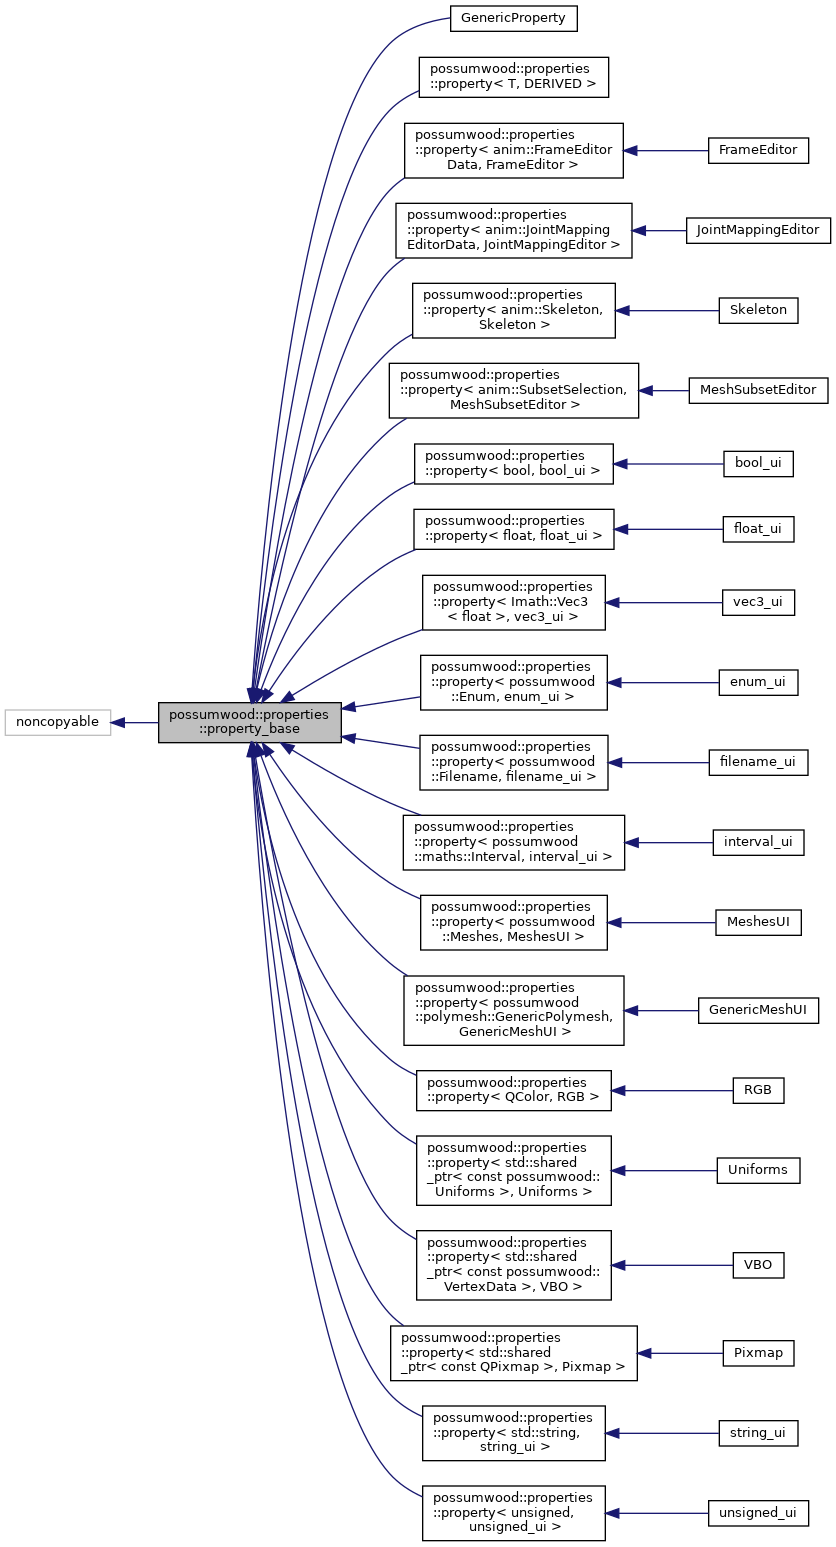 GenericProperty
possumwood::properties
::property< T, DERIVED >
possumwood::properties
::property< anim::FrameEditor
Data, FrameEditor >
FrameEditor
possumwood::properties
::property< anim::JointMapping
EditorData, JointMappingEditor >
JointMappingEditor
possumwood::properties
::property< anim::Skeleton,
Skeleton >
Skeleton
possumwood::properties
::property< anim::SubsetSelection,
MeshSubsetEditor >
MeshSubsetEditor
possumwood::properties
::property< bool, bool_ui >
bool_ui
possumwood::properties
::property< float, float_ui >
float_ui
possumwood::properties
::property< Imath::Vec3
< float >, vec3_ui >
vec3_ui
possumwood::properties
::property< possumwood
::Enum, enum_ui >
enum_ui
noncopyable
possumwood::properties
::property_base
possumwood::properties
::property< possumwood
::Filename, filename_ui >
filename_ui
possumwood::properties
::property< possumwood
::maths::Interval, interval_ui >
interval_ui
possumwood::properties
::property< possumwood
::Meshes, MeshesUI >
MeshesUI
possumwood::properties
::property< possumwood
::polymesh::GenericPolymesh,
GenericMeshUI >
GenericMeshUI
possumwood::properties
::property< QColor, RGB >
RGB
possumwood::properties
::property< std::shared
_ptr< const possumwood::
Uniforms >, Uniforms >
Uniforms
possumwood::properties
::property< std::shared
_ptr< const possumwood::
VertexData >, VBO >
VBO
possumwood::properties
::property< std::shared
_ptr< const QPixmap >, Pixmap >
Pixmap
possumwood::properties
::property< std::string,
string_ui >
string_ui
possumwood::properties
::property< unsigned,
unsigned_ui >
unsigned_ui